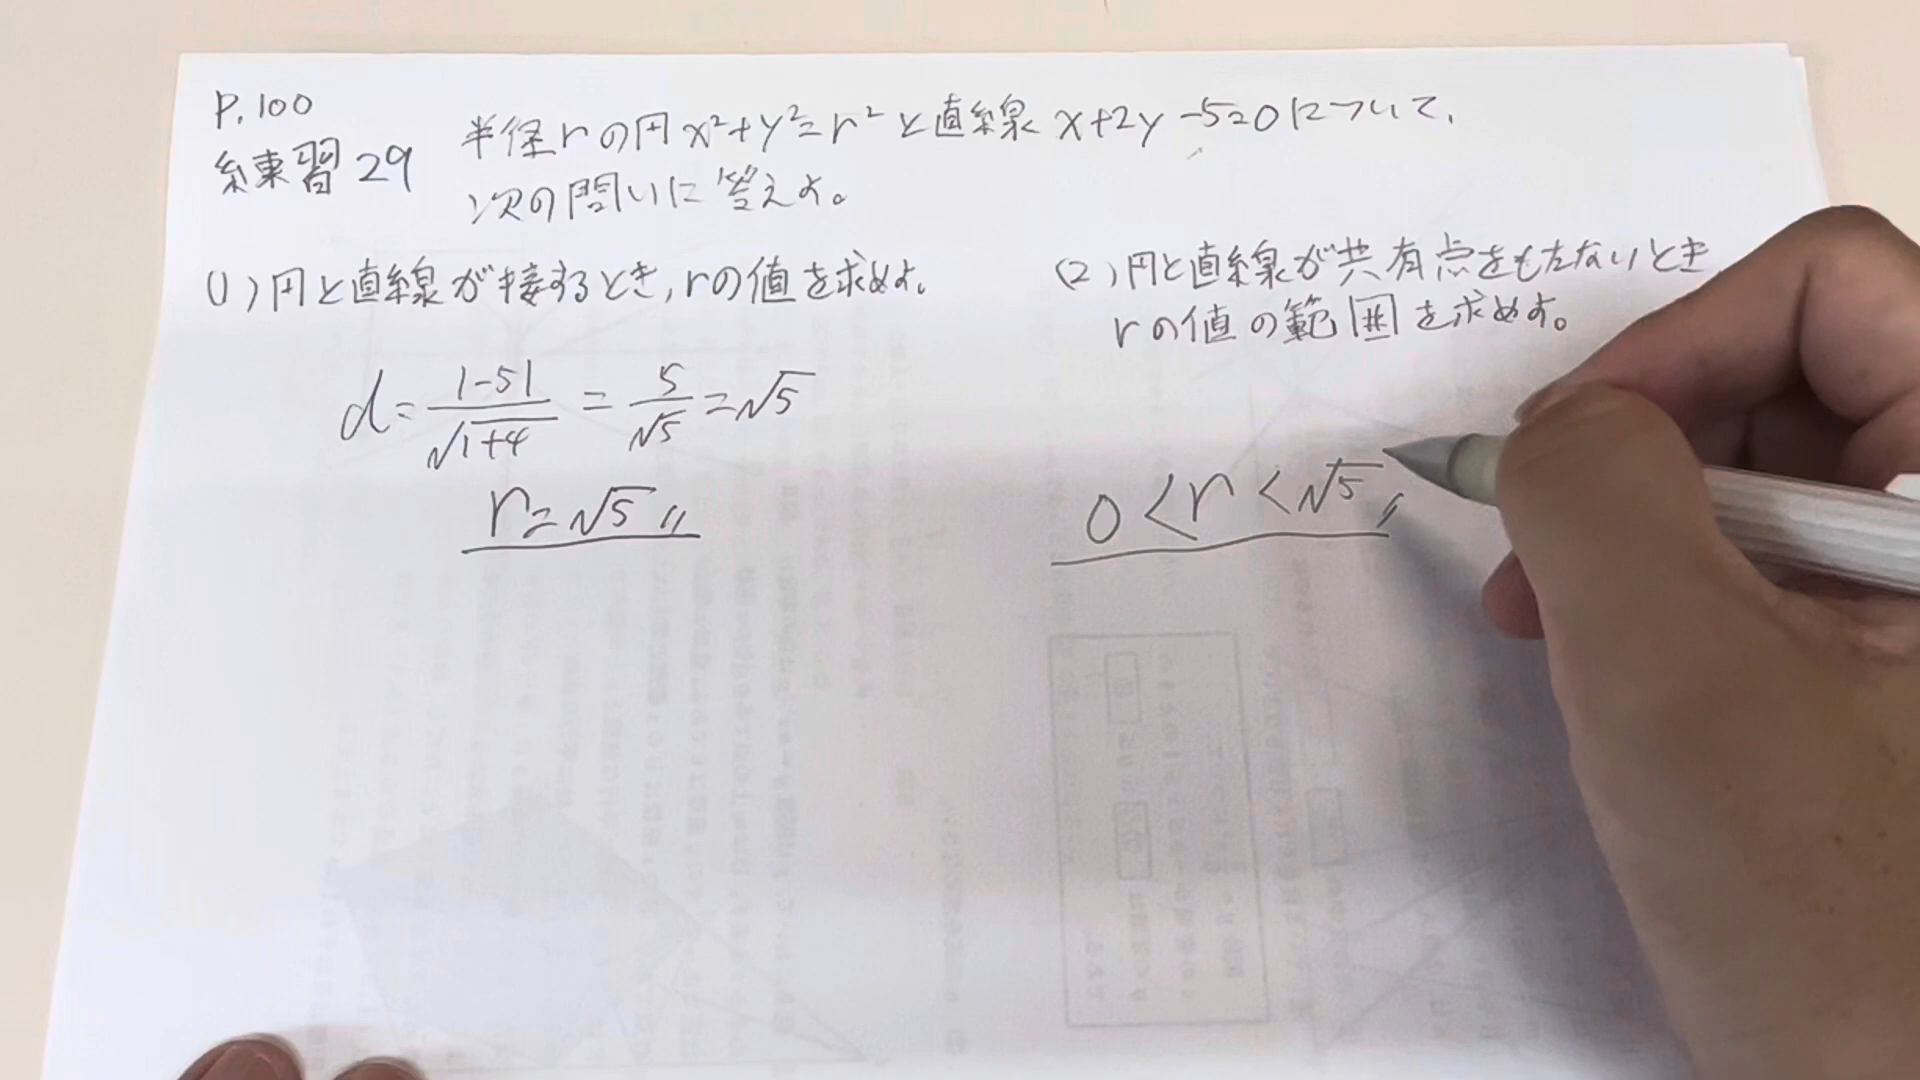 P.100
練習29
半径rの円x²+y²=r²と直線x+2y-5=0について,
次の問いに答えよ。
(1)円と直線が接するとき,rの値を求めよ。
d=|-5|/√1+4=5/√5=√5
r=√5〃
(2)円と直線が共有点をもたないとき
rの値の範囲を求めよ。
0<r<√5〃